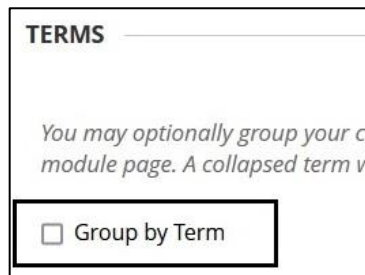 TERMS
You may optionally group your
module page. A collapsed term
Group by Term